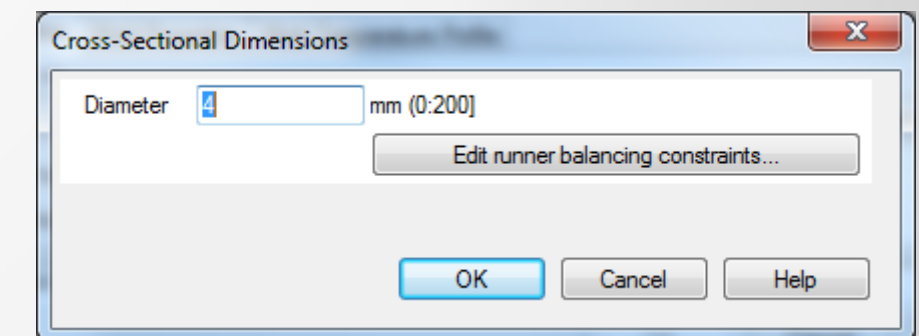 Cross-Sectional Dimensions
Diameter 4 mm (0:200]
Edit runner balancing constraints...
OK Cancel Help